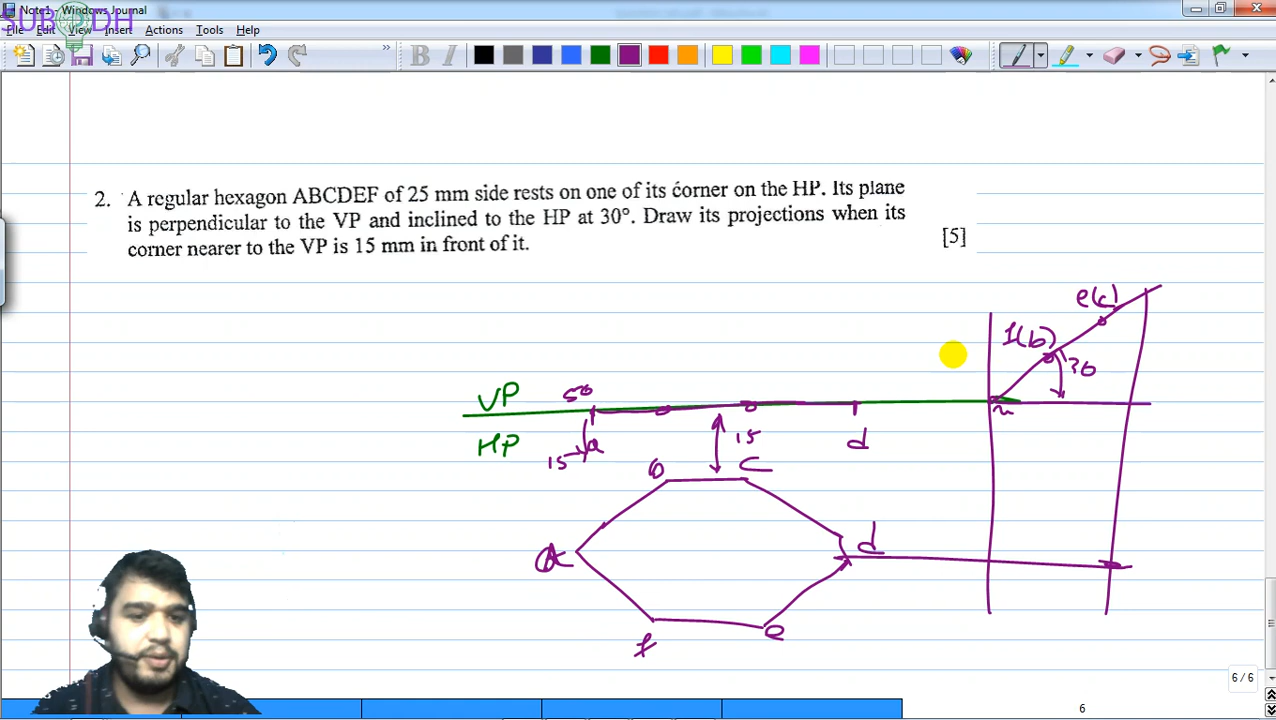 Note1 - Windows Journal
SUBODH
File Edit View Insert Actions Tools Help
2. A regular hexagon ABCDEF of 25 mm side rests on one of its corner on the HP. Its plane
is perpendicular to the VP and inclined to the HP at 30°. Draw its projections when its
corner nearer to the VP is 15 mm in front of it.
[5]
e(c)
f(b)
30
VP
HP
15
a
15
d
b
c
a
d
f
e
6 / 6
6